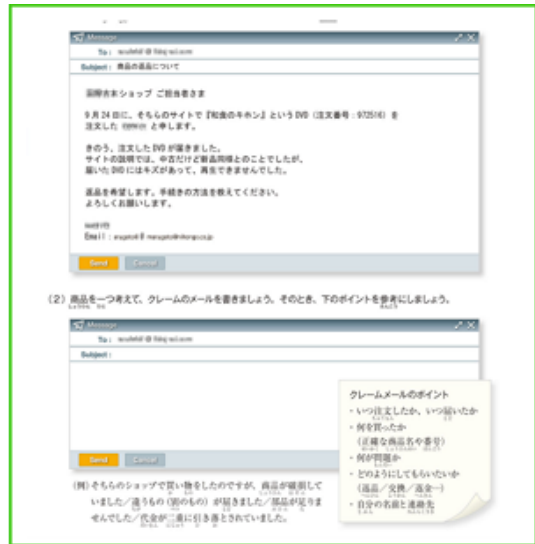 Message
To :
Subject : 商品の返品について
ショップ ご担当者さま
9月24日に、そちらのサイトで『和食のキホン』というDVD（注文番号：972516）を
注文した と申します。
きのう、注文したDVDが届きました。
サイトの説明では、中古だけど新品同様とのことでしたが、
届いたDVDにはキズがあって、再生できませんでした。
返品を希望します。手続きの方法を教えてください。
よろしくお願いします。
Email :
Send Cancel
(2) 商品を一つ考えて、クレームのメールを書きましょう。そのとき、下のポイントを参考にしましょう。
Message
To :
Subject :
Send Cancel
クレームメールのポイント
・いつ注文したか、いつ届いたか
・何を買ったか
（正確な商品名や番号）
・何が問題か
・どのようにしてもらいたいか
（返品／交換／返金…）
・自分の名前と連絡先
(例) そちらのショップで買い物をしたのですが、商品が破損して
いました／違うもの（別のもの）が届きました／部品が足りま
せんでした／代金が二重に引き落とされていました。